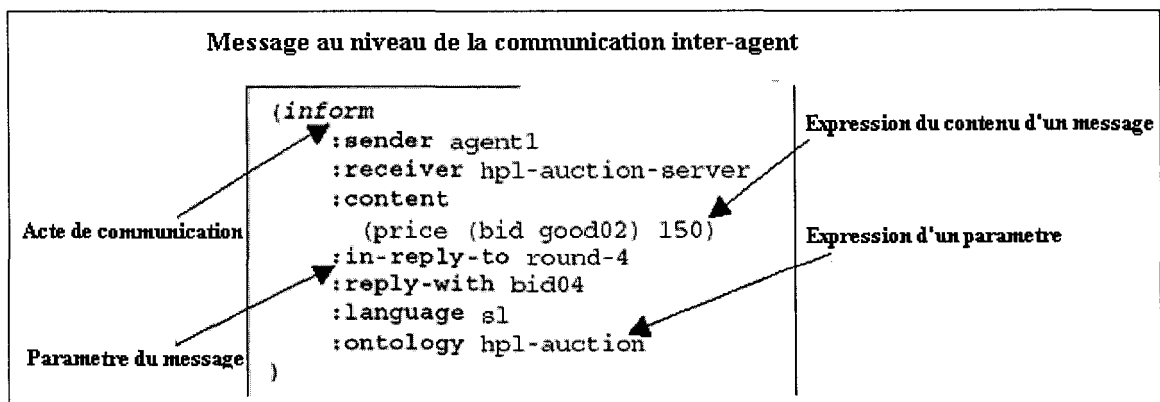 Message au niveau de la communication inter-agent
(inform
:sender agent1
:receiver hpl-auction-server
:content
(price (bid good02) 150)
:in-reply-to round-4
:reply-with bid04
:language sl
:ontology hpl-auction
)
Acte de communication
Parametre du message
Expression du contenu d'un message
Expression d'un parametre